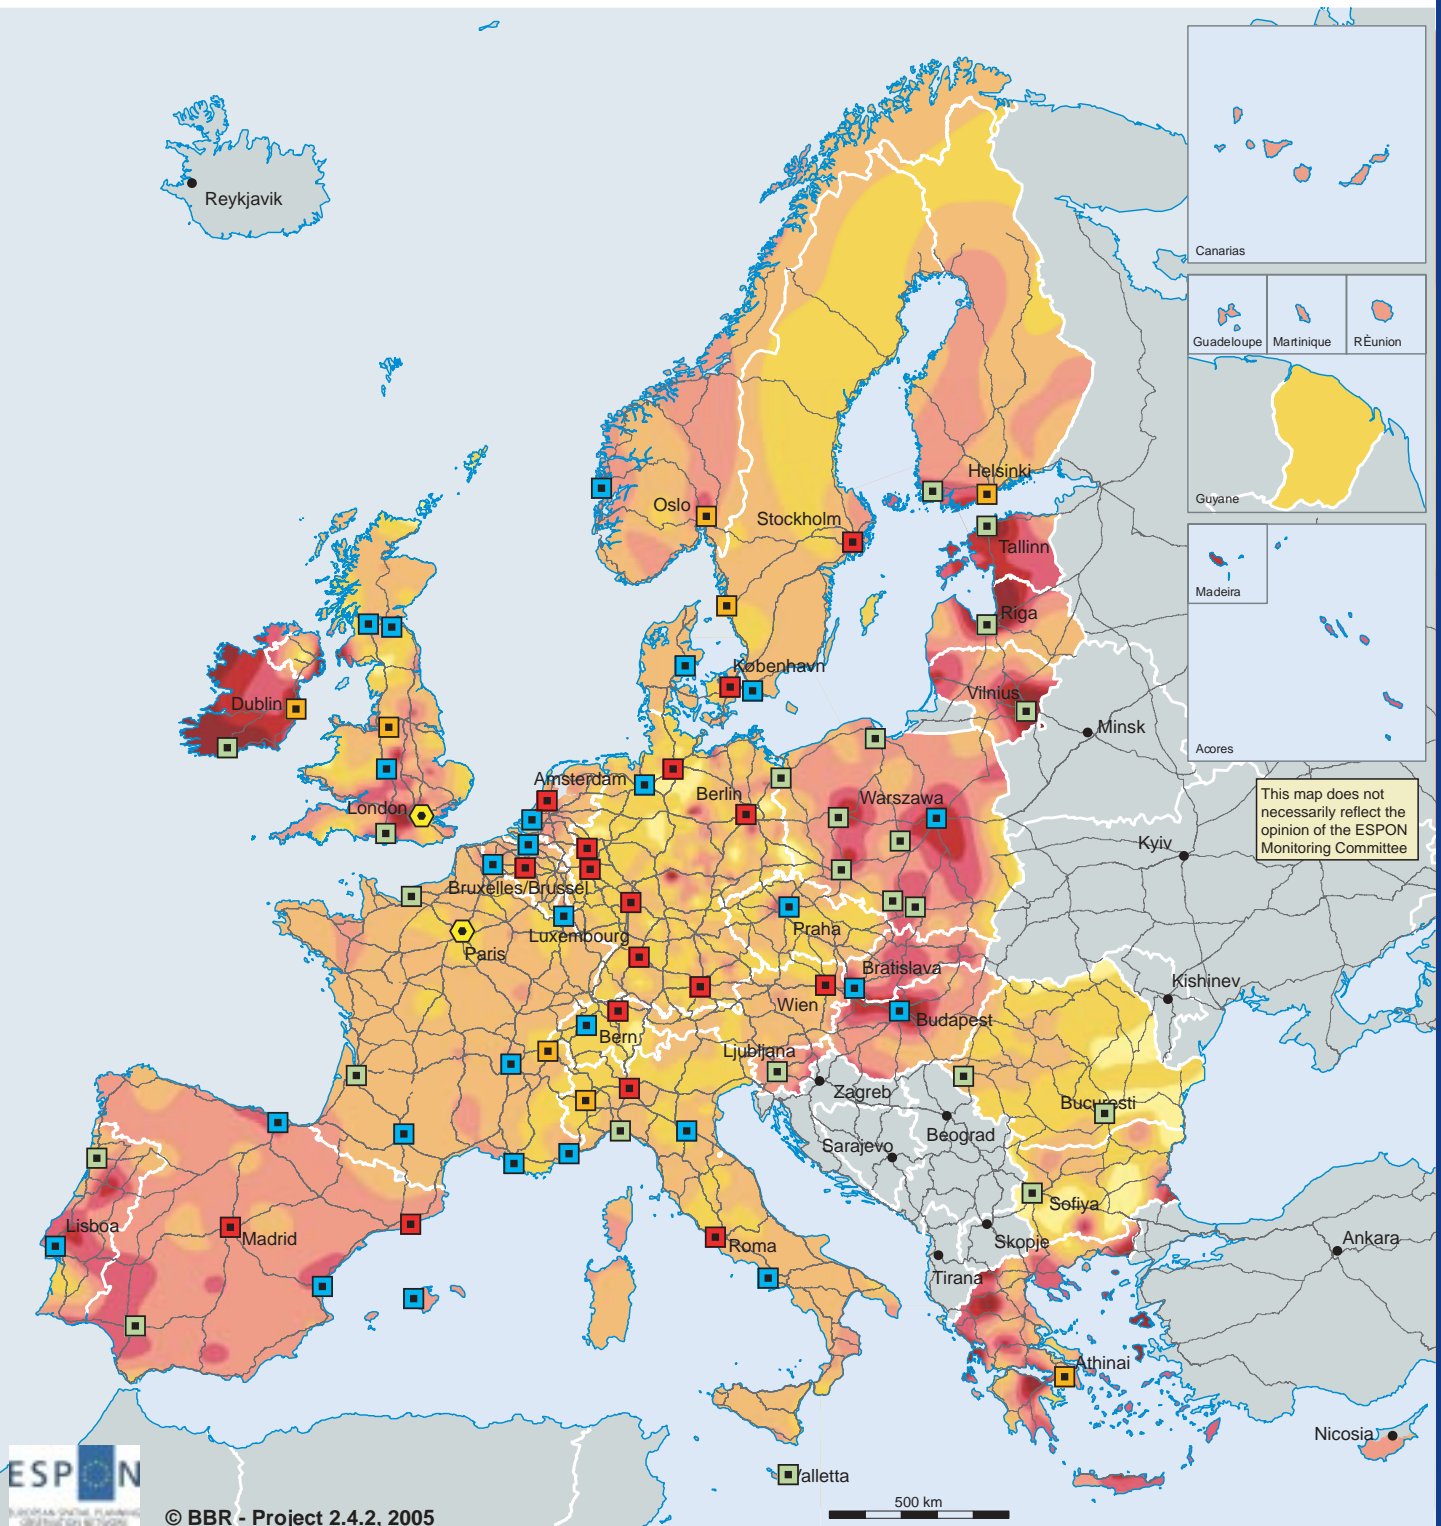 Reykjavik
Canarias
Guadeloupe
Martinique
RÈunion
Guyane
Madeira
Acores
Helsinki
Oslo
Stockholm
Tallinn
Riga
København
Vilnius
Minsk
Dublin
Amsterdam
Berlin
Warszawa
London
This map does not
necessarily reflect the
opinion of the ESPON
Monitoring Committee
Kyiv
Bruxelles/Brussel
Luxembourg
Praha
Paris
Bratislava
Kishinev
Wien
Budapest
Bern
Ljubljana
Zagreb
Bucuresti
Beograd
Sarajevo
Sofiya
Lisboa
Madrid
Roma
Skopje
Ankara
Tirana
Athinai
Nicosia
Valletta
ESPON
500 km
© BBR - Project 2.4.2, 2005